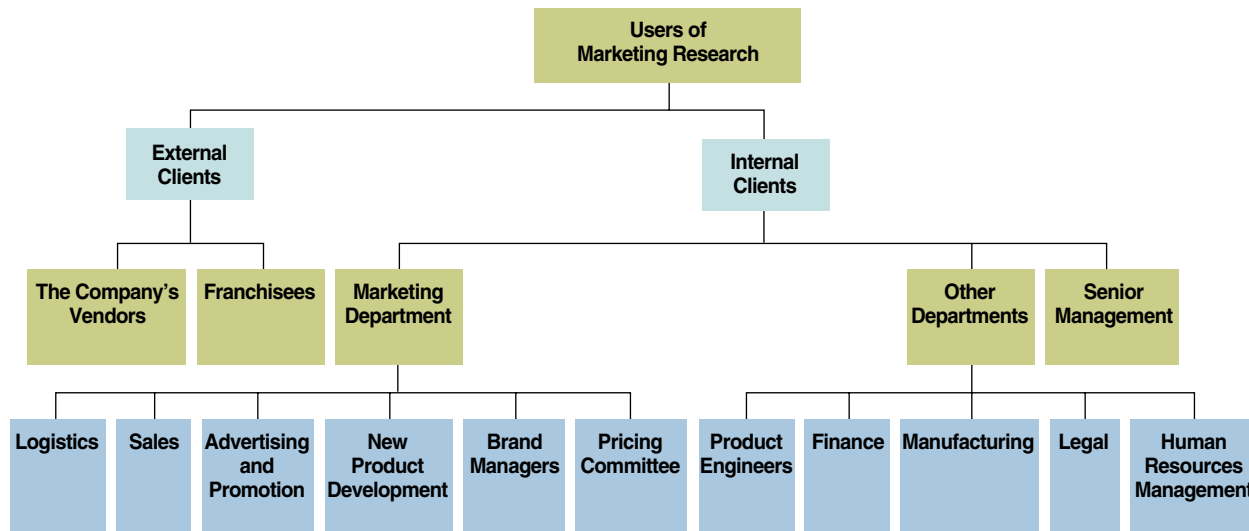 Users of
Marketing Research
External
Clients
Internal
Clients
The Company’s
Vendors
Franchisees
Marketing
Department
Other
Departments
Senior
Management
Logistics
Sales
Advertising
and
Promotion
New
Product
Development
Brand
Managers
Pricing
Committee
Product
Engineers
Finance
Manufacturing
Legal
Human
Resources
Management